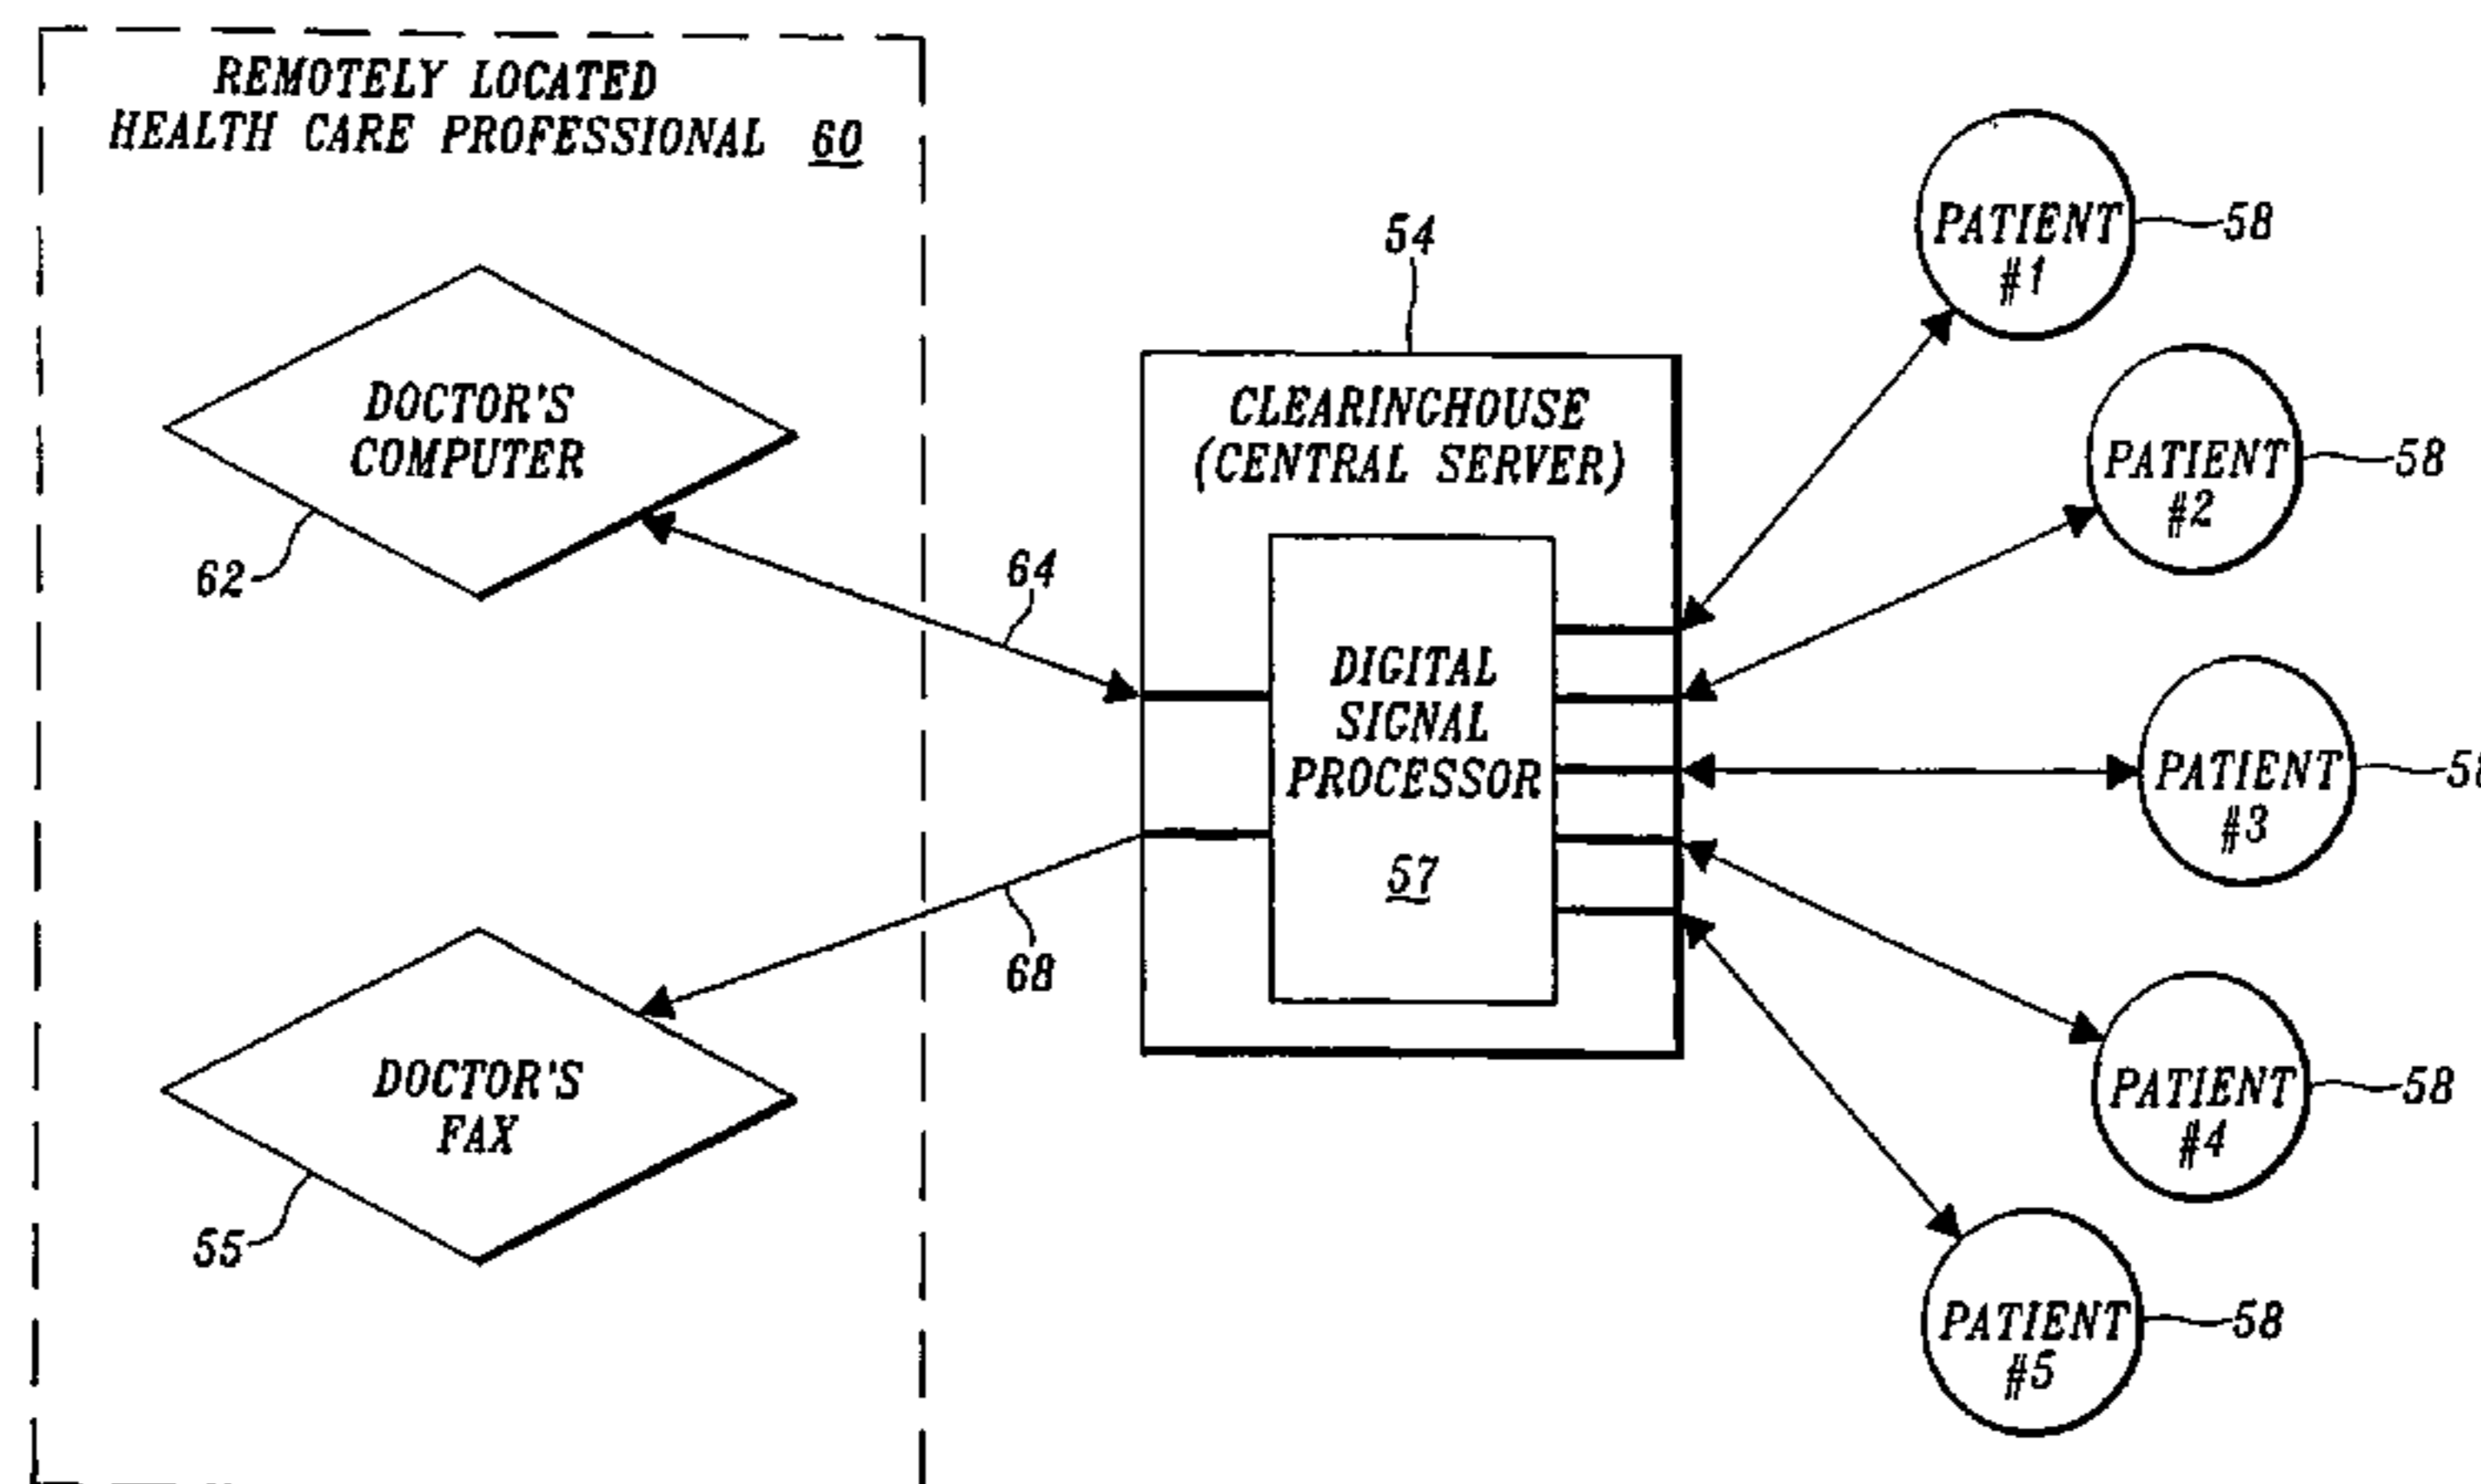 REMOTELY LOCATED
HEALTH CARE PROFESSIONAL 60
DOCTOR'S
COMPUTER
62
64
DOCTOR'S
FAX
55
68
54
CLEARINGHOUSE
(CENTRAL SERVER)
DIGITAL
SIGNAL
PROCESSOR
57
PATIENT
#1
58
PATIENT
#2
58
PATIENT
#3
58
PATIENT
#4
58
PATIENT
#5
58